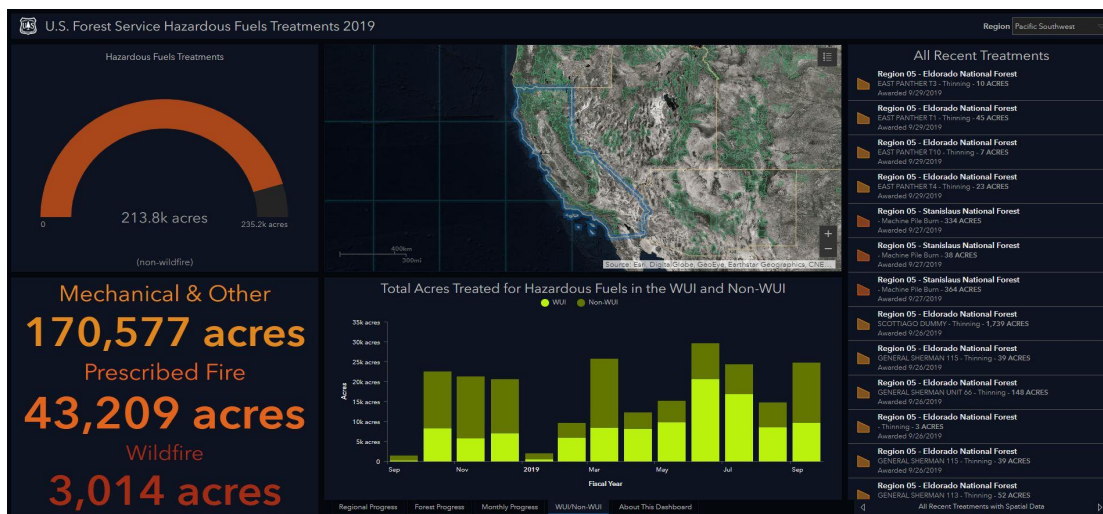 UAS
U.S. Forest Service Hazardous Fuels Treatments 2019
Region Pacific Southwest
Hazardous Fuels Treatments
213.8k acres
0
235.2k acres
(non-wildfire)
Mechanical & Other
170,577 acres
Prescribed Fire
43,209 acres
Wildfire
3,014 acres
400km
300mi
+
−
Source: Esri, DigitalGlobe, GeoEye, Earthstar Geographics, CNE...
Total Acres Treated for Hazardous Fuels in the WUI and Non-WUI
WUI Non-WUI
35k acres
30k acres
25k acres
20k acres
15k acres
10k acres
5k acres
0
Acres
Sep Nov 2019 Mar May Jul Sep
Fiscal Year
Regional Progress Forest Progress Monthly Progress WUI/Non-WUI About This Dashboard
All Recent Treatments
Region 05 - Eldorado National Forest
EAST PANTHER T3 - Thinning - 10 ACRES
Awarded 9/29/2019
Region 05 - Eldorado National Forest
EAST PANTHER T1 - Thinning - 45 ACRES
Awarded 9/29/2019
Region 05 - Eldorado National Forest
EAST PANTHER T10 - Thinning - 7 ACRES
Awarded 9/29/2019
Region 05 - Eldorado National Forest
EAST PANTHER T4 - Thinning - 23 ACRES
Awarded 9/29/2019
Region 05 - Stanislaus National Forest
- Machine Pile Burn - 334 ACRES
Awarded 9/27/2019
Region 05 - Stanislaus National Forest
- Machine Pile Burn - 38 ACRES
Awarded 9/27/2019
Region 05 - Stanislaus National Forest
- Machine Pile Burn - 364 ACRES
Awarded 9/27/2019
Region 05 - Eldorado National Forest
SCOTTIAGO DUMMY - Thinning - 1,739 ACRES
Awarded 9/26/2019
Region 05 - Eldorado National Forest
GENERAL SHERMAN 115 - Thinning - 39 ACRES
Awarded 9/26/2019
Region 05 - Eldorado National Forest
GENERAL SHERMAN UNIT 66 - Thinning - 148 ACRES
Awarded 9/26/2019
Region 05 - Eldorado National Forest
- Thinning - 3 ACRES
Awarded 9/26/2019
Region 05 - Eldorado National Forest
GENERAL SHERMAN 115 - Thinning - 39 ACRES
Awarded 9/26/2019
Region 05 - Eldorado National Forest
GENERAL SHERMAN 113 - Thinning - 52 ACRES
All Recent Treatments with Spatial Data